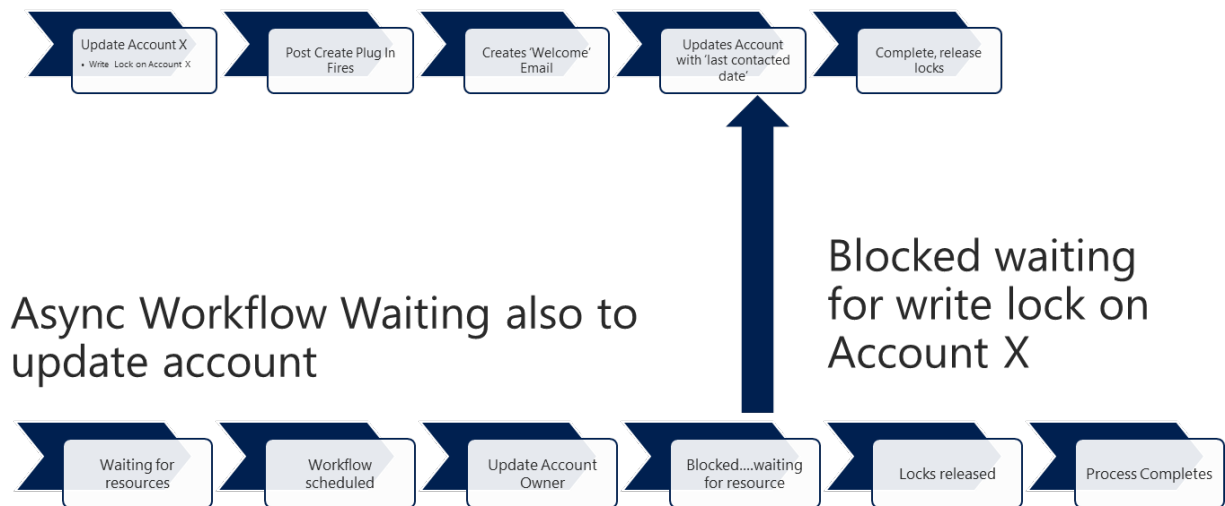 Update Account X
• Write Lock on Account X
Post Create Plug In
Fires
Creates ‘Welcome’
Email
Updates Account
with ‘last contacted
date’
Complete, release
locks
Blocked waiting
for write lock on
Account X
Async Workflow Waiting also to
update account
Waiting for
resources
Workflow
scheduled
Update Account
Owner
Blocked....waiting
for resource
Locks released
Process Completes